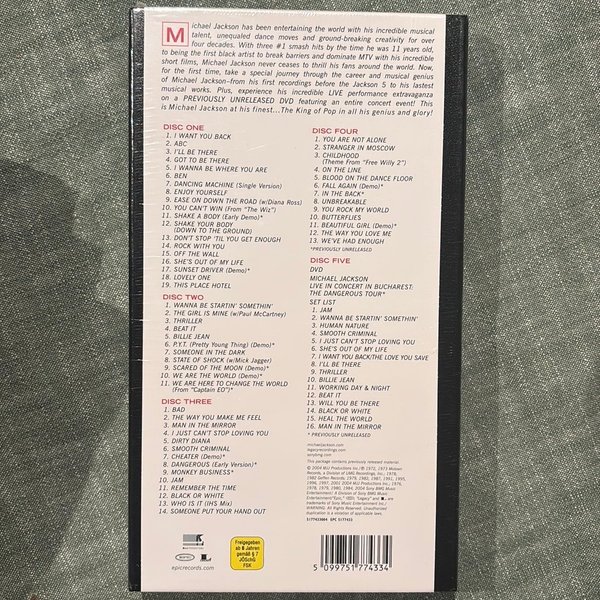 Michael Jackson has been entertaining the world with his incredible musical
talent, unequaled dance moves and ground-breaking creativity for over
four decades. With three #1 smash hits by the time he was 11 years old,
to being the first black artist to break barriers and dominate MTV with his incredible
short films, Michael Jackson never ceases to thrill his fans around the world. Now,
for the first time, take a special journey through the career and musical genius
of Michael Jackson–from his first recordings before the Jackson 5 to his lastest
musical works. Plus, experience his incredible LIVE performance extravaganza
on a PREVIOUSLY UNRELEASED DVD featuring an entire concert event! This
is Michael Jackson at his finest...The King of Pop in all his genius and glory!
DISC ONE
1. I WANT YOU BACK
2. ABC
3. I'LL BE THERE
4. GOT TO BE THERE
5. I WANNA BE WHERE YOU ARE
6. BEN
7. DANCING MACHINE (Single Version)
8. ENJOY YOURSELF
9. EASE ON DOWN THE ROAD (w/Diana Ross)
10. YOU CAN'T WIN (From "The Wiz")
11. SHAKE A BODY (Early Demo)*
12. SHAKE YOUR BODY
(DOWN TO THE GROUND)
13. DON'T STOP 'TIL YOU GET ENOUGH
14. ROCK WITH YOU
15. OFF THE WALL
16. SHE'S OUT OF MY LIFE
17. SUNSET DRIVER (Demo)*
18. LOVELY ONE
19. THIS PLACE HOTEL
DISC TWO
1. WANNA BE STARTIN' SOMETHIN'
2. THE GIRL IS MINE (w/Paul McCartney)
3. THRILLER
4. BEAT IT
5. BILLIE JEAN
6. P.Y.T. (Pretty Young Thing) (Demo)*
7. SOMEONE IN THE DARK
8. STATE OF SHOCK (w/Mick Jagger)
9. SCARED OF THE MOON (Demo)*
10. WE ARE THE WORLD (Demo)*
11. WE ARE HERE TO CHANGE THE WORLD
(From "Captain EO")*
DISC THREE
1. BAD
2. THE WAY YOU MAKE ME FEEL
3. MAN IN THE MIRROR
4. I JUST CAN'T STOP LOVING YOU
5. DIRTY DIANA
6. SMOOTH CRIMINAL
7. CHEATER (Demo)*
8. DANGEROUS (Early Version)*
9. MONKEY BUSINESS*
10. JAM
11. REMEMBER THE TIME
12. BLACK OR WHITE
13. WHO IS IT (IHS Mix)
14. SOMEONE PUT YOUR HAND OUT
DISC FOUR
1. YOU ARE NOT ALONE
2. STRANGER IN MOSCOW
3. CHILDHOOD
(Theme From "Free Willy 2")
4. ON THE LINE
5. BLOOD ON THE DANCE FLOOR
6. FALL AGAIN (Demo)*
7. IN THE BACK*
8. UNBREAKABLE
9. YOU ROCK MY WORLD
10. BUTTERFLIES
11. BEAUTIFUL GIRL (Demo)*
12. THE WAY YOU LOVE ME
13. WE'VE HAD ENOUGH
*PREVIOUSLY UNRELEASED
DISC FIVE
DVD
MICHAEL JACKSON
LIVE IN CONCERT IN BUCHAREST:
THE DANGEROUS TOUR*
SET LIST
1. JAM
2. WANNA BE STARTIN' SOMETHIN'
3. HUMAN NATURE
4. SMOOTH CRIMINAL
5. I JUST CAN'T STOP LOVING YOU
6. SHE'S OUT OF MY LIFE
7. I WANT YOU BACK/THE LOVE YOU SAVE
8. I'LL BE THERE
9. THRILLER
10. BILLIE JEAN
11. WORKING DAY & NIGHT
12. BEAT IT
13. WILL YOU BE THERE
14. BLACK OR WHITE
15. HEAL THE WORLD
16. MAN IN THE MIRROR
* PREVIOUSLY UNRELEASED
michaeljackson.com
legacyrecordings.com
sonybmg.com
This package contains previously released material.
epicrecords.com
Freigegeben
ab 6 Jahren
gemäß § 7
JÖSchG
FSK
5177433004 EPC 5177433
5 099751 774334